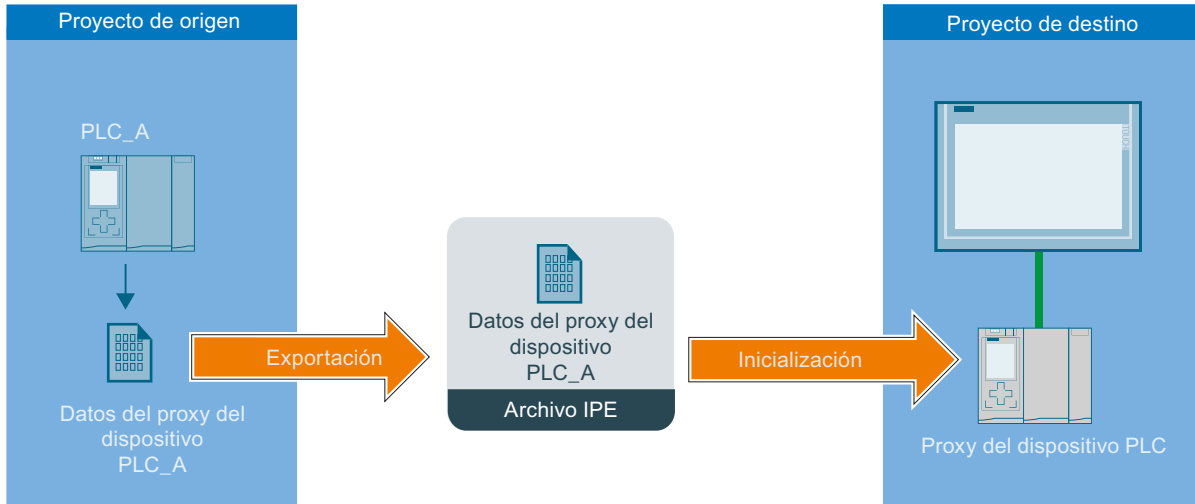 Proyecto de origen
PLC_A
Datos del proxy del
dispositivo
PLC_A
Exportación
Datos del proxy del
dispositivo
PLC_A
Archivo IPE
Inicialización
Proyecto de destino
TOUCH
Proxy del dispositivo PLC